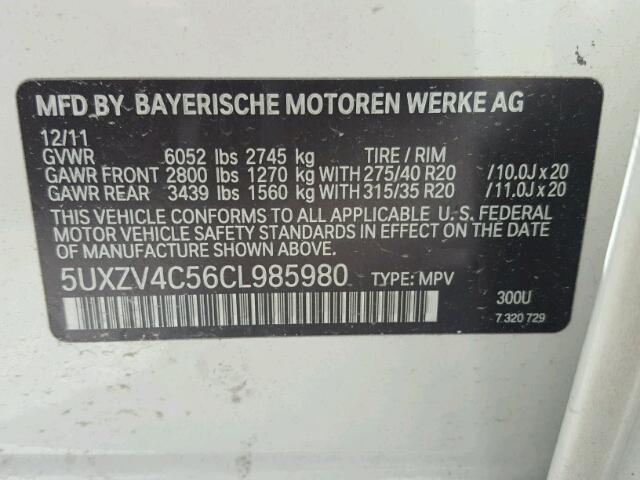 MFD BY BAYERISCHE MOTOREN WERKE AG
12/11
GVWR 6052 lbs 2745 kg TIRE / RIM
GAWR FRONT 2800 lbs 1270 kg WITH 275/40 R20 /10.0J x 20
GAWR REAR 3439 lbs 1560 kg WITH 315/35 R20 /11.0J x 20
THIS VEHICLE CONFORMS TO ALL APPLICABLE U. S. FEDERAL
MOTOR VEHICLE SAFETY STANDARDS IN EFFECT ON THE DATE
OF MANUFACTURE SHOWN ABOVE.
5UXZV4C56CL985980 TYPE: MPV
300U
7.320 729